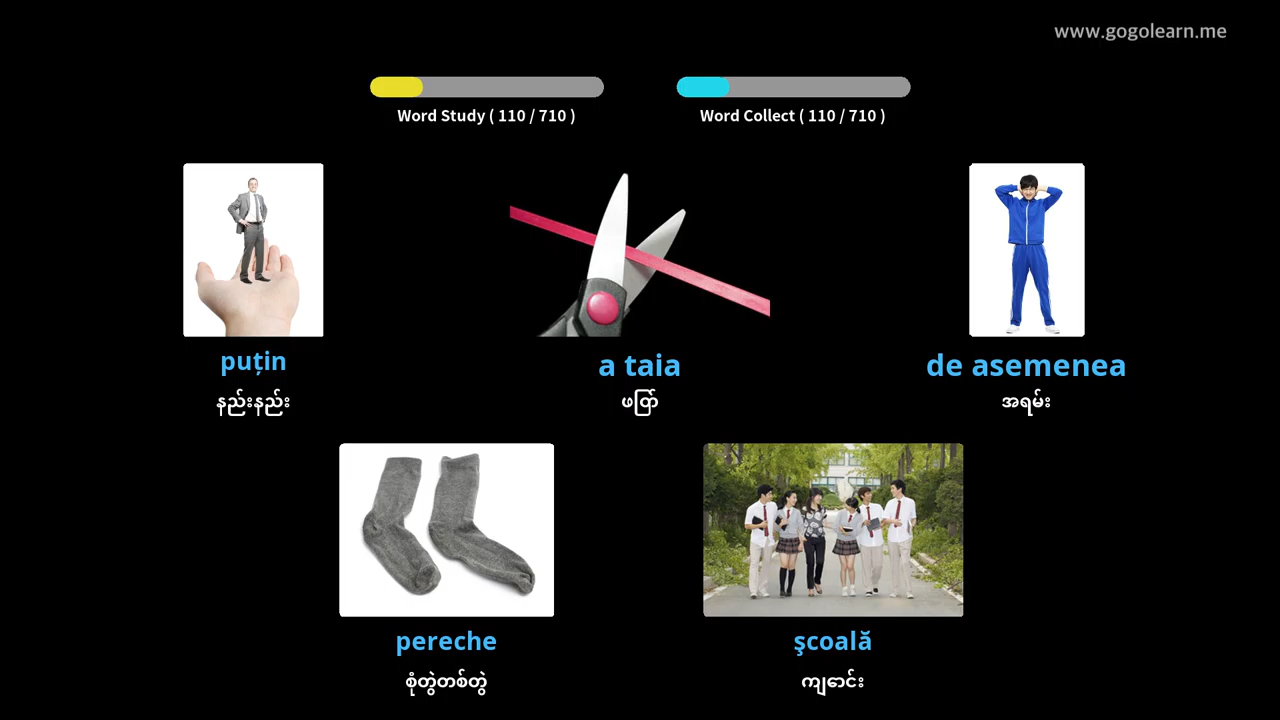 www.gogolearn.me
Word Study ( 110 / 710 )
Word Collect ( 110 / 710 )
puțin
နည်းနည်း
a taia
ဖတြ်
de asemenea
အရမ်း
pereche
စုံတွဲတစ်တွဲ
şcoală
ကျောင်း